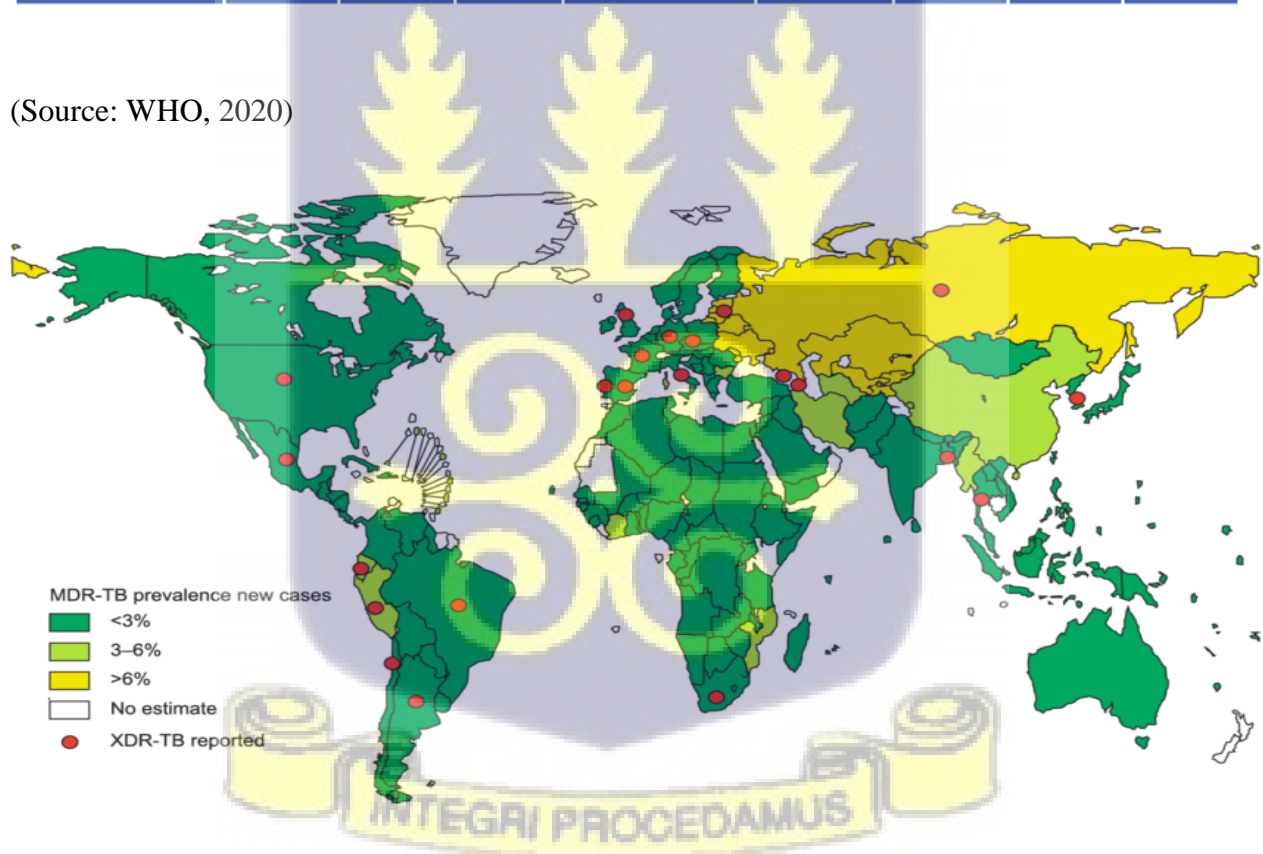 (Source: WHO, 2020)
MDR-TB prevalence new cases
<3%
3–6%
>6%
No estimate
XDR-TB reported
INTEGRI PROCEDAMUS